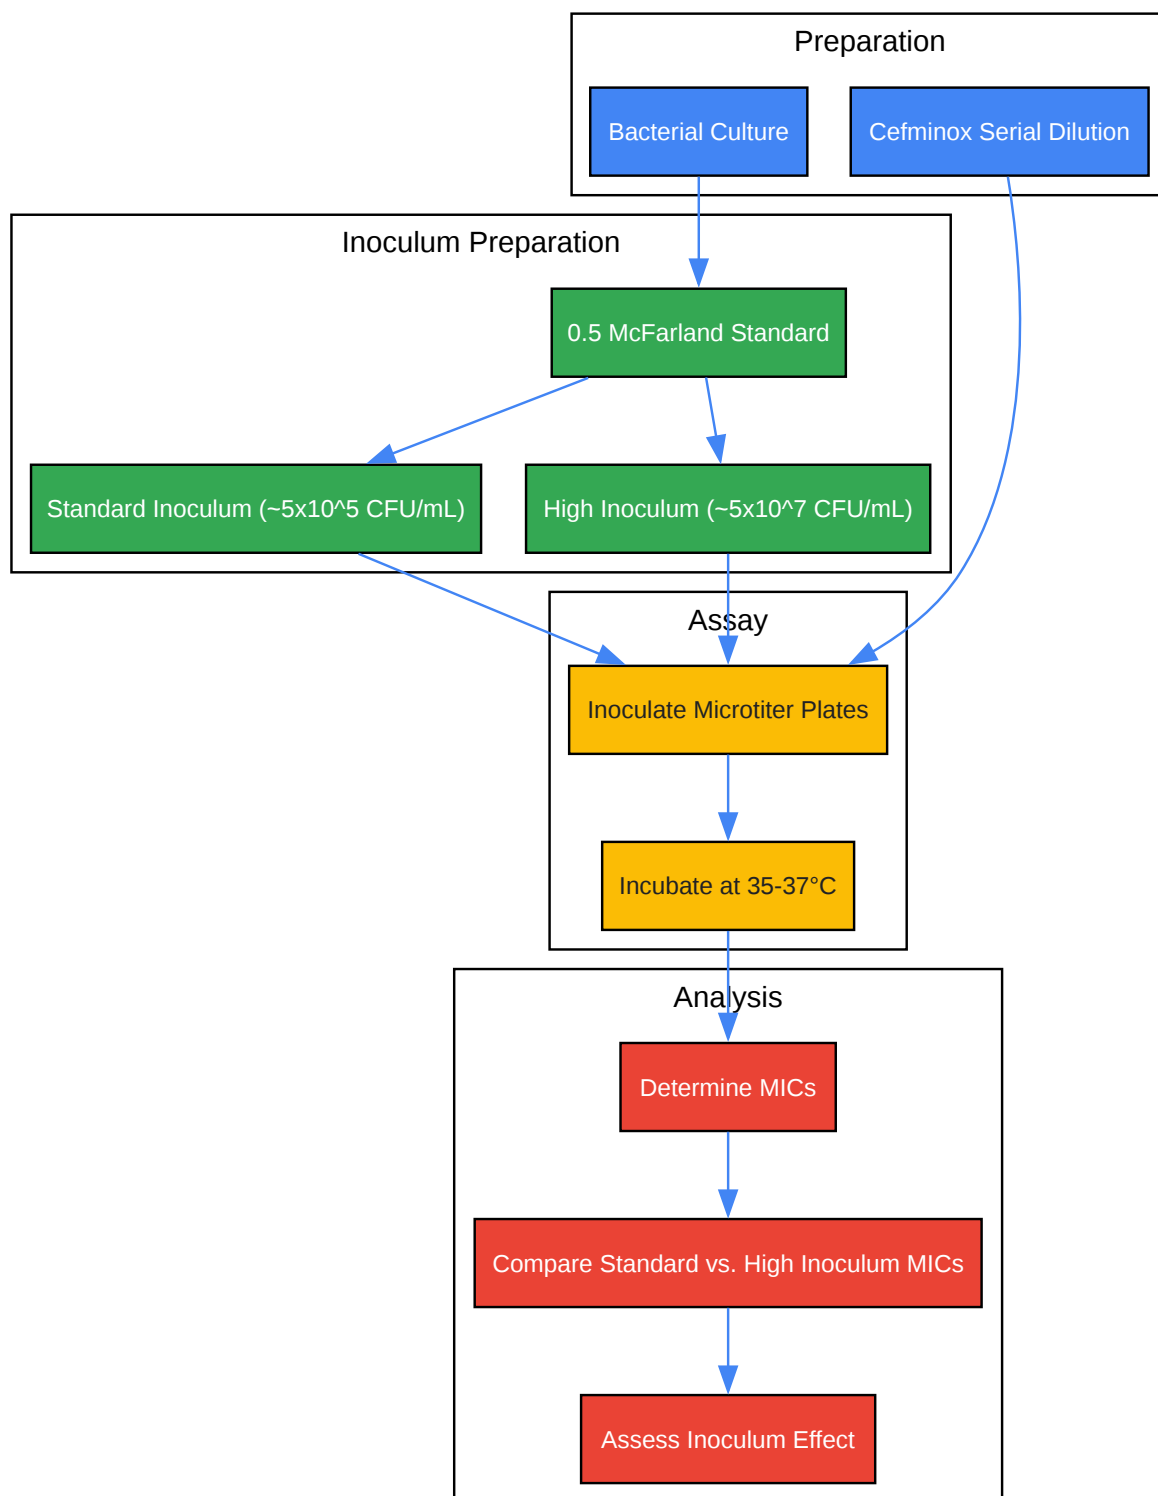 Preparation
Bacterial Culture
Cefminox Serial Dilution
Inoculum Preparation
0.5 McFarland Standard
Standard Inoculum (~5x10^5 CFU/mL)
High Inoculum (~5x10^7 CFU/mL)
Assay
Inoculate Microtiter Plates
Incubate at 35-37°C
Analysis
Determine MICs
Compare Standard vs. High Inoculum MICs
Assess Inoculum Effect